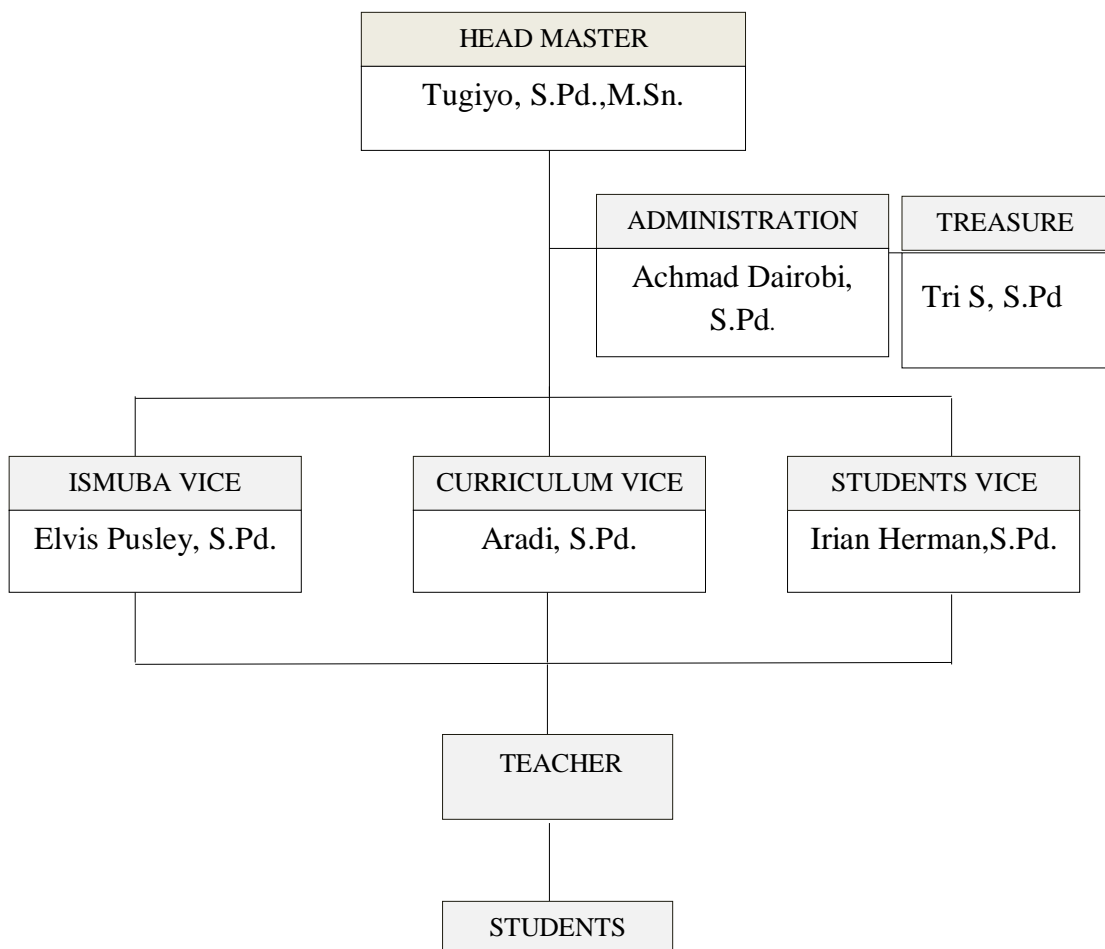 HEAD MASTER
Tugiyo, S.Pd.,M.Sn.
ADMINISTRATION
Achmad Dairobi,
S.Pd.
TREASURE
Tri S, S.Pd
ISMUBA VICE
Elvis Pusley, S.Pd.
CURRICULUM VICE
Aradi, S.Pd.
STUDENTS VICE
Irian Herman,S.Pd.
TEACHER
STUDENTS